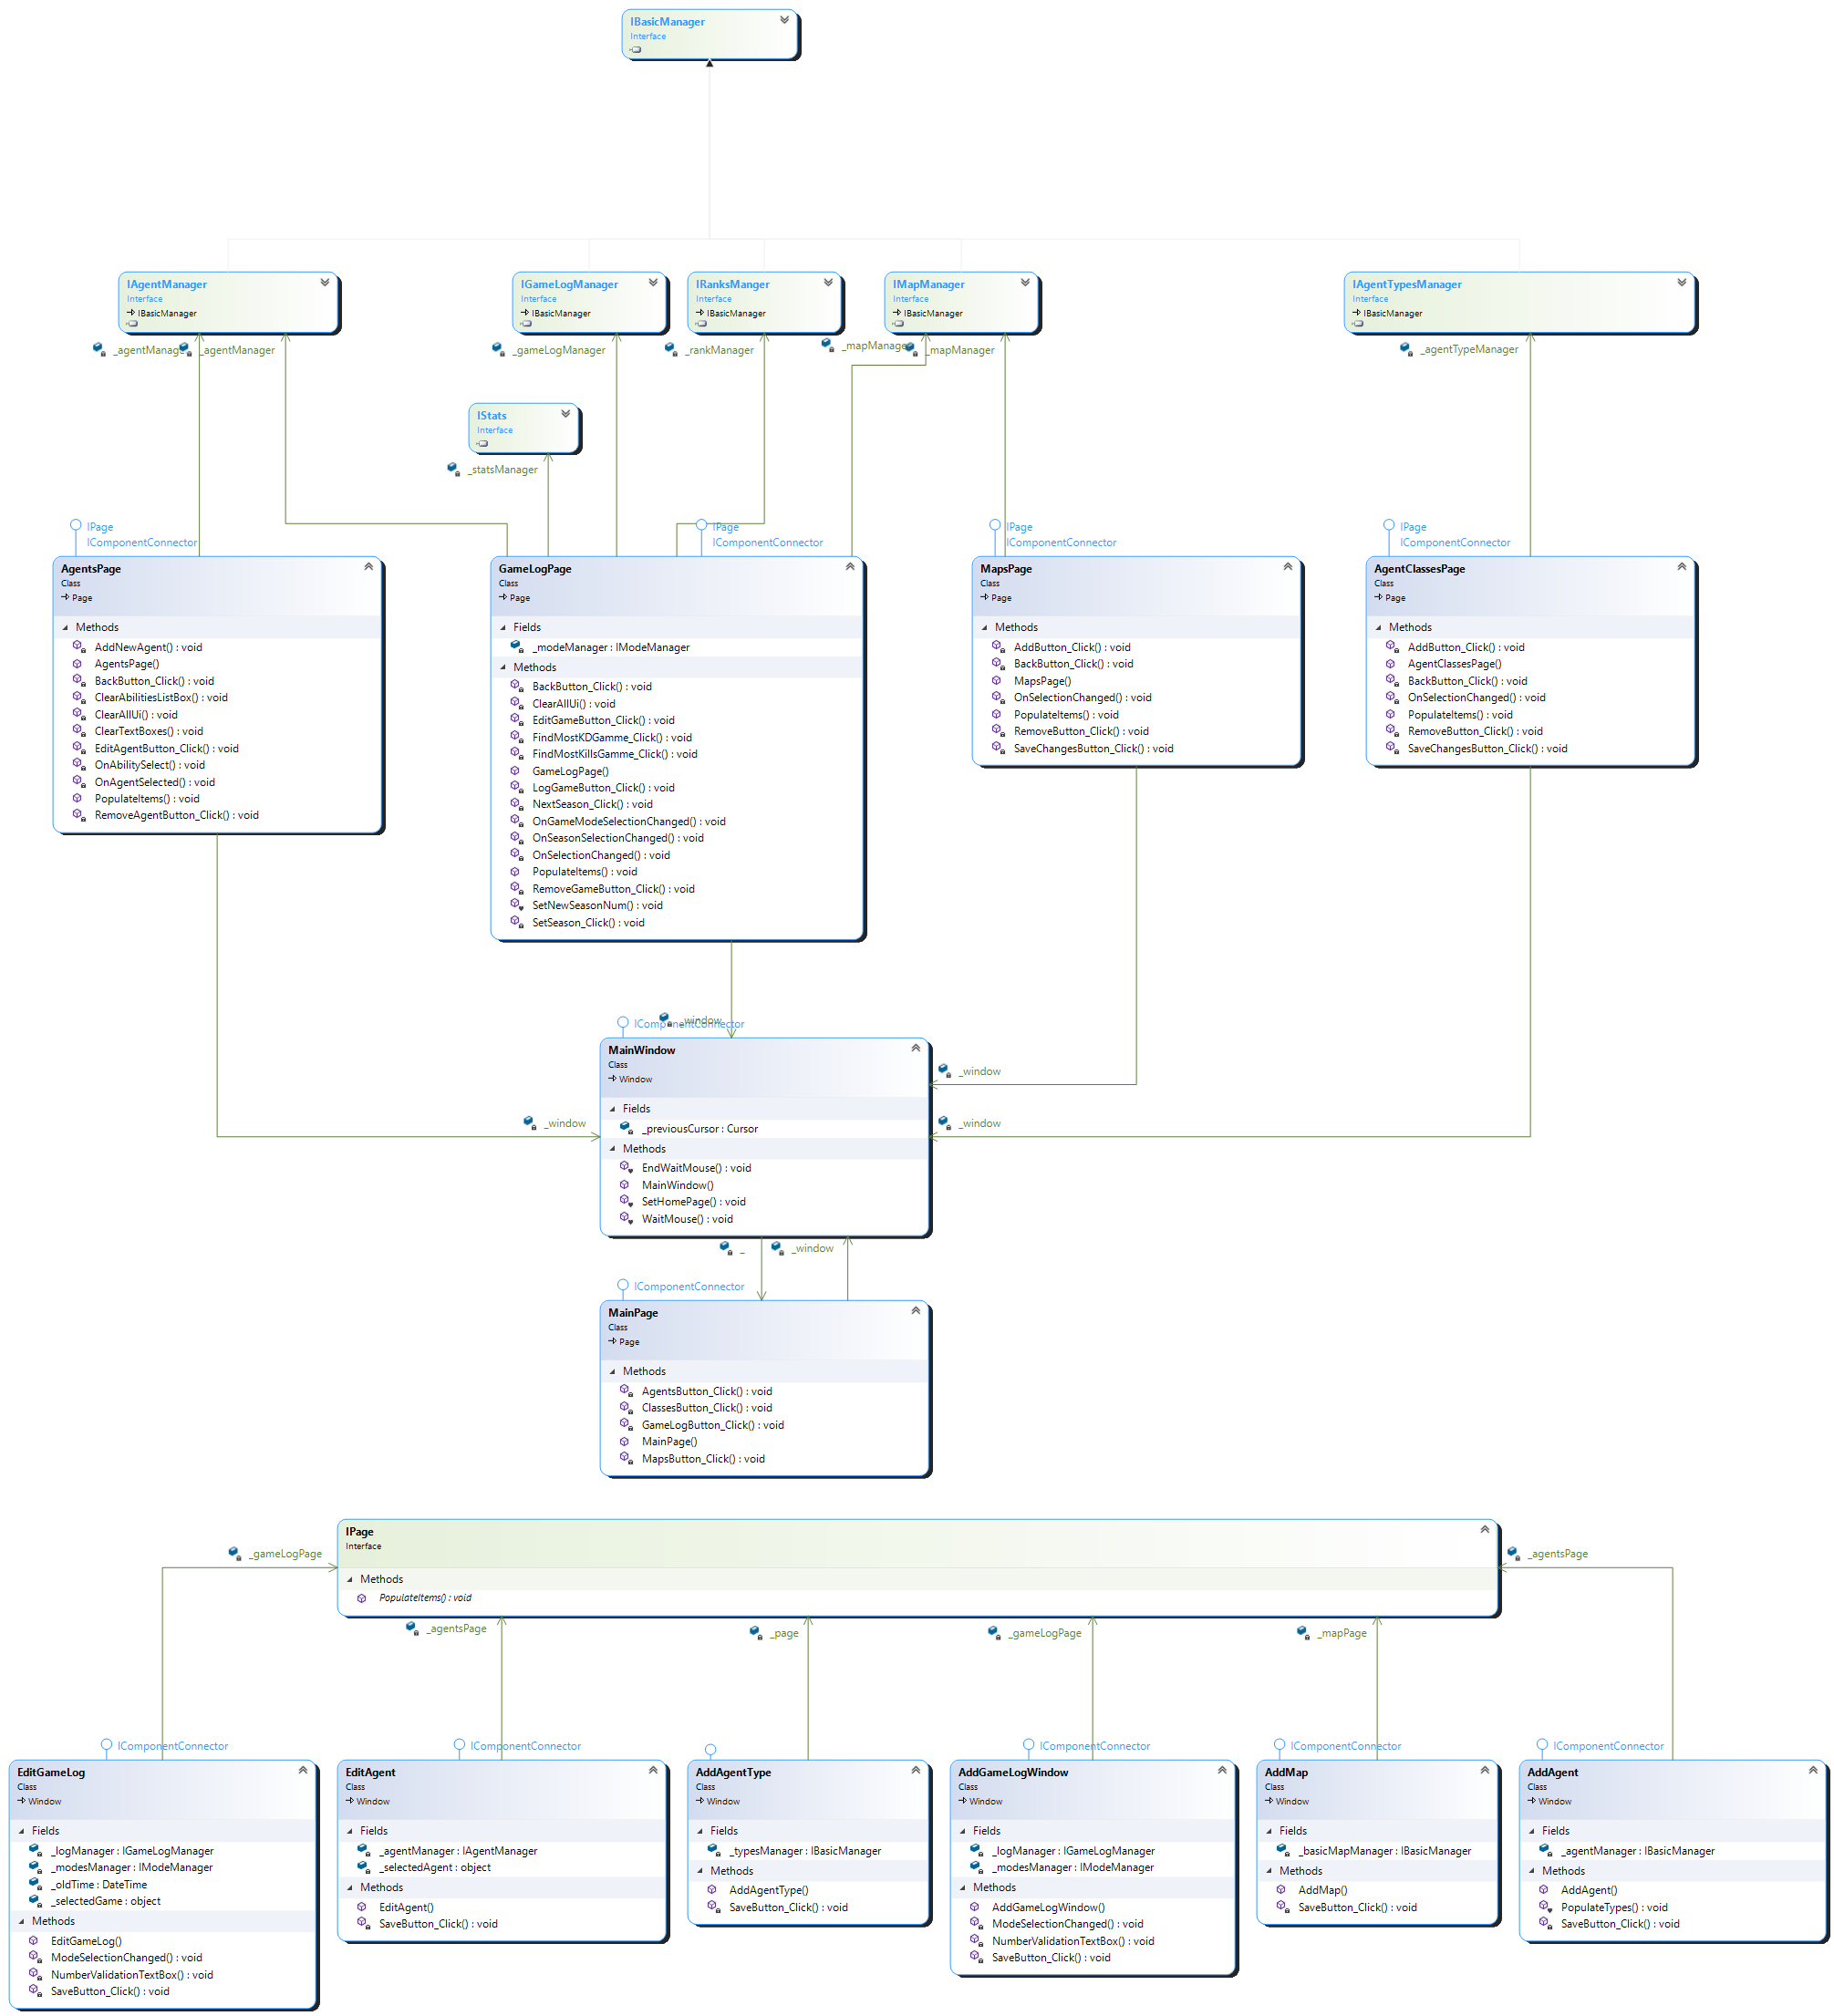 IBasicManager
Interface
IAgentManager
Interface
IBasicManager
IGameLogManager
Interface
IBasicManager
IRanksManger
Interface
IBasicManager
IMapManager
Interface
IBasicManager
IAgentTypesManager
Interface
IBasicManager
_agentManage
_agentManager
_gameLogManager
_rankManager
_mapManage
_mapManager
_agentTypeManager
IStats
Interface
_statsManager
IPage
IComponentConnector
AgentsPage
Class
Page
Methods
AddNewAgent() : void
AgentsPage()
BackButton_Click() : void
ClearAbilitiesListBox() : void
ClearAllUi() : void
ClearTextBoxes() : void
EditAgentButton_Click() : void
OnAbilitySelect() : void
OnAgentSelected() : void
PopulateItems() : void
RemoveAgentButton_Click() : void
IPage
IComponentConnector
GameLogPage
Class
Page
Fields
_modeManager : IModeManager
Methods
BackButton_Click() : void
ClearAllUi() : void
EditGameButton_Click() : void
FindMostKDGamme_Click() : void
FindMostKillsGamme_Click() : void
GameLogPage()
LogGameButton_Click() : void
NextSeason_Click() : void
OnGameModeSelectionChanged() : void
OnSeasonSelectionChanged() : void
OnSelectionChanged() : void
PopulateItems() : void
RemoveGameButton_Click() : void
SetNewSeasonNum() : void
SetSeason_Click() : void
IPage
IComponentConnector
MapsPage
Class
Page
Methods
AddButton_Click() : void
BackButton_Click() : void
MapsPage()
OnSelectionChanged() : void
PopulateItems() : void
RemoveButton_Click() : void
SaveChangesButton_Click() : void
IPage
IComponentConnector
AgentClassesPage
Class
Page
Methods
AddButton_Click() : void
AgentClassesPage()
BackButton_Click() : void
OnSelectionChanged() : void
PopulateItems() : void
RemoveButton_Click() : void
SaveChangesButton_Click() : void
_window
IComponentConnector
_window
_window
_window
MainWindow
Class
Window
Fields
_previousCursor : Cursor
Methods
EndWaitMouse() : void
MainWindow()
SetHomePage() : void
WaitMouse() : void
_
_window
IComponentConnector
MainPage
Class
Page
Methods
AgentsButton_Click() : void
ClassesButton_Click() : void
GameLogButton_Click() : void
MainPage()
MapsButton_Click() : void
IPage
Interface
Methods
PopulateItems() : void
_gameLogPage
_agentsPage
_agentsPage
_page
_gameLogPage
_mapPage
IComponentConnector
EditGameLog
Class
Window
Fields
_logManager : IGameLogManager
_modesManager : IModeManager
_oldTime : DateTime
_selectedGame : object
Methods
EditGameLog()
ModeSelectionChanged() : void
NumberValidationTextBox() : void
SaveButton_Click() : void
IComponentConnector
EditAgent
Class
Window
Fields
_agentManager : IAgentManager
_selectedAgent : object
Methods
EditAgent()
SaveButton_Click() : void
AddAgentType
Class
Window
Fields
_typesManager : IBasicManager
Methods
AddAgentType()
SaveButton_Click() : void
IComponentConnector
AddGameLogWindow
Class
Window
Fields
_logManager : IGameLogManager
_modesManager : IModeManager
Methods
AddGameLogWindow()
ModeSelectionChanged() : void
NumberValidationTextBox() : void
SaveButton_Click() : void
IComponentConnector
AddMap
Class
Window
Fields
_basicMapManager : IBasicManager
Methods
AddMap()
SaveButton_Click() : void
IComponentConnector
AddAgent
Class
Window
Fields
_agentManager : IBasicManager
Methods
AddAgent()
PopulateTypes() : void
SaveButton_Click() : void